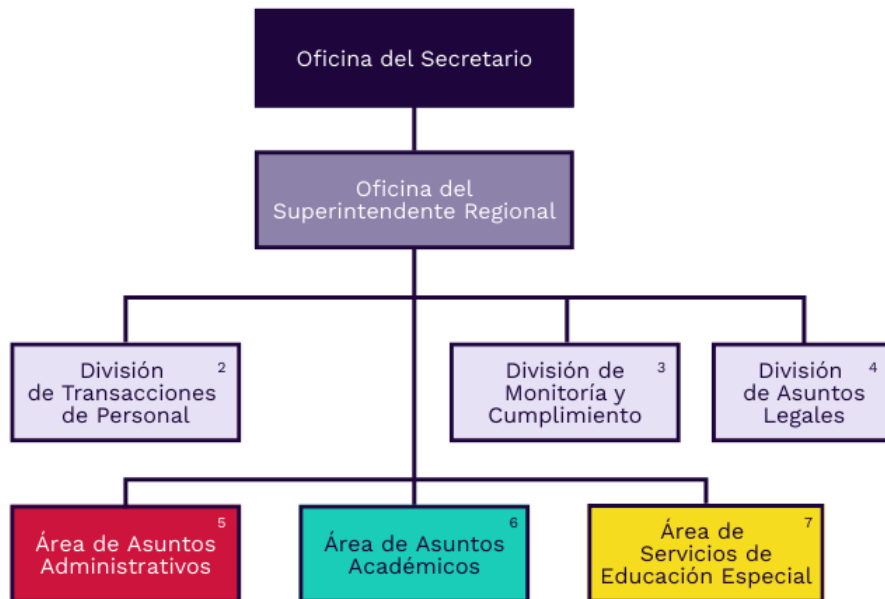 Oficina del Secretario
Oficina del
Superintendente Regional
División 2
de Transacciones
de Personal
División de 3
Monitoría y
Cumplimiento
División 4
de Asuntos
Legales
5
Área de Asuntos
Administrativos
6
Área de Asuntos
Académicos
Área de 7
Servicios de
Educación Especial